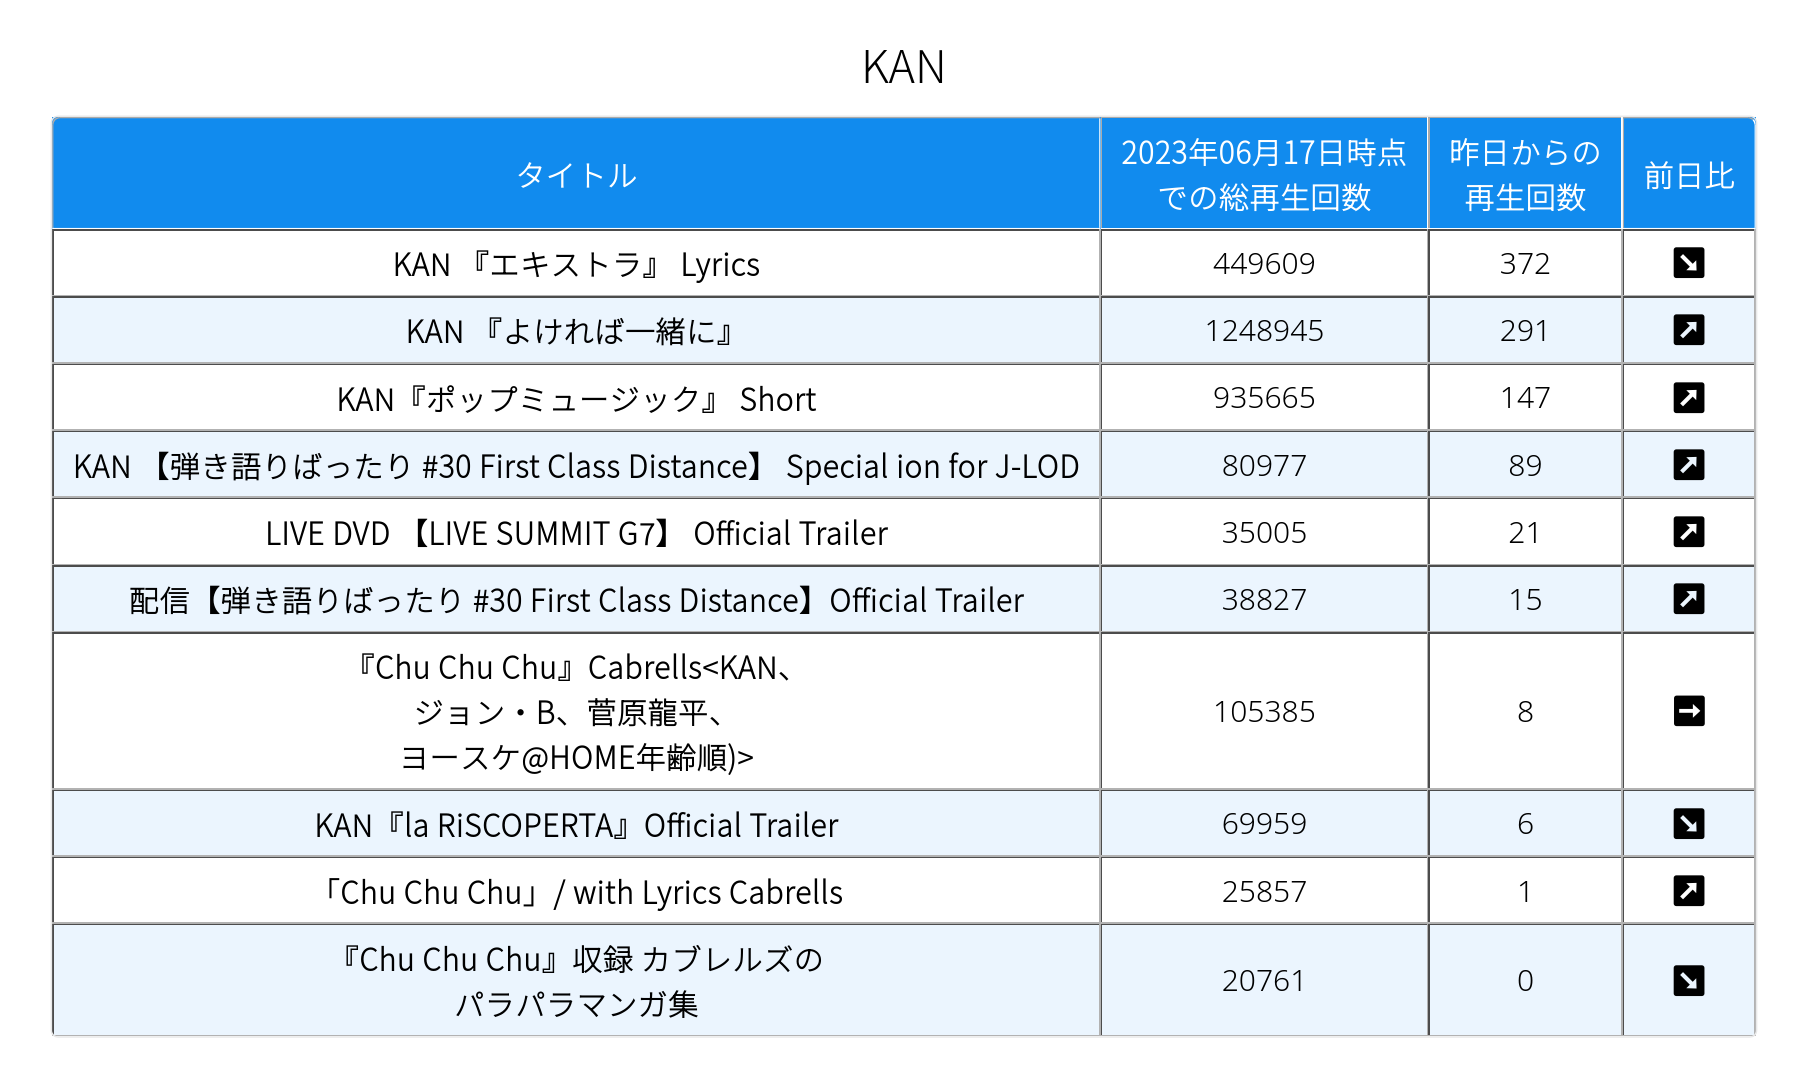 KAN
タイトル
2023年06月17日時点
での総再生回数
昨日からの
再生回数
前日比
KAN 『エキストラ』 Lyrics
449609
372
KAN 『よければ一緒に』
1248945
291
KAN『ポップミュージック』 Short
935665
147
KAN 【弾き語りばったり #30 First Class Distance】 Special ion for J-LOD
80977
89
LIVE DVD 【LIVE SUMMIT G7】 Official Trailer
35005
21
配信【弾き語りばったり #30 First Class Distance】Official Trailer
38827
15
『Chu Chu Chu』Cabrells<KAN、
ジョン・B、菅原龍平、
ヨースケ@HOME年齢順)>
105385
8
KAN『la RiSCOPERTA』Official Trailer
69959
6
「Chu Chu Chu」/ with Lyrics Cabrells
25857
1
『Chu Chu Chu』収録 カブレルズの
パラパラマンガ集
20761
0